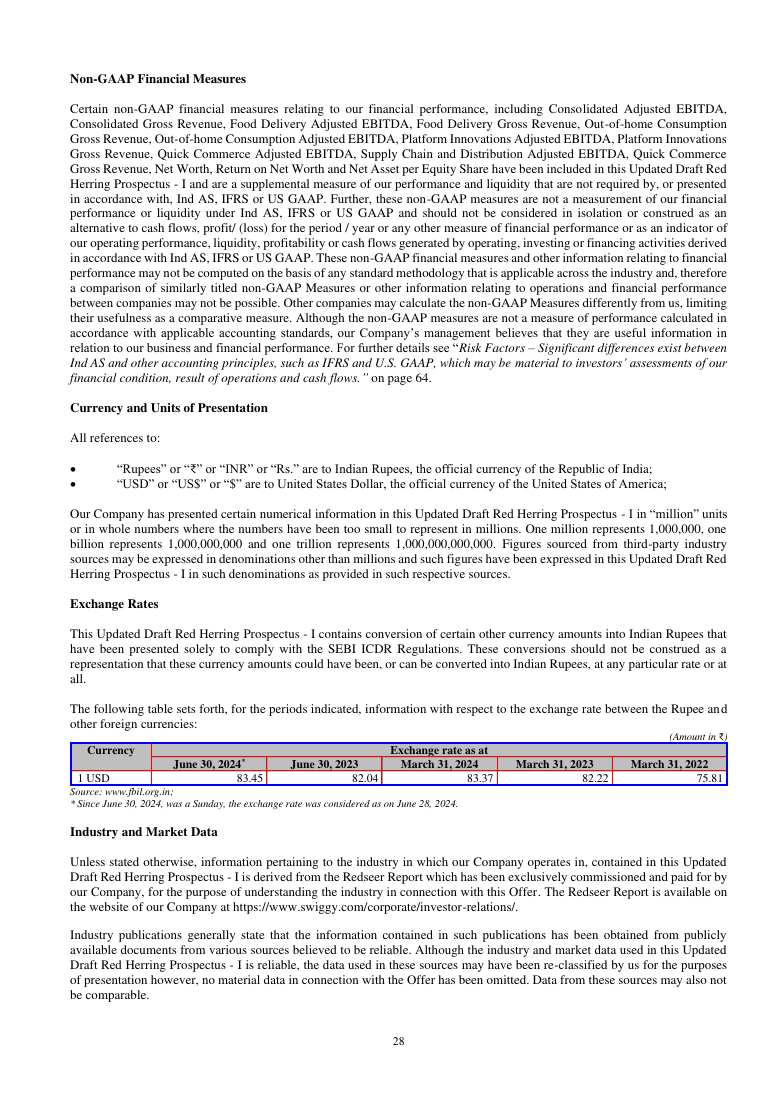 Non-GAAP Financial Measures
Certain non-GAAP financial measures relating to our financial performance, including Consolidated Adjusted EBITDA,
Consolidated Gross Revenue, Food Delivery Adjusted EBITDA, Food Delivery Gross Revenue, Out-of-home Consumption
Gross Revenue, Out-of-home Consumption Adjusted EBITDA, Platform Innovations Adjusted EBITDA, Platform Innovations
Gross Revenue, Quick Commerce Adjusted EBITDA, Supply Chain and Distribution Adjusted EBITDA, Quick Commerce
Gross Revenue, Net Worth, Return on Net Worth and Net Asset per Equity Share have been included in this Updated Draft Red
Herring Prospectus - I and are a supplemental measure of our performance and liquidity that are not required by, or presented
in accordance with, Ind AS, IFRS or US GAAP. Further, these non-GAAP measures are not a measurement of our financial
performance or liquidity under Ind AS, IFRS or US GAAP and should not be considered in isolation or construed as an
alternative to cash flows, profit/ (loss) for the period / year or any other measure of financial performance or as an indicator of
our operating performance, liquidity, profitability or cash flows generated by operating, investing or financing activities derived
in accordance with Ind AS, IFRS or US GAAP. These non-GAAP financial measures and other information relating to financial
performance may not be computed on the basis of any standard methodology that is applicable across the industry and, therefore
a comparison of similarly titled non-GAAP Measures or other information relating to operations and financial performance
between companies may not be possible. Other companies may calculate the non-GAAP Measures differently from us, limiting
their usefulness as a comparative measure. Although the non-GAAP measures are not a measure of performance calculated in
accordance with applicable accounting standards, our Company’s management believes that they are useful information in
relation to our business and financial performance. For further details see “Risk Factors – Significant differences exist between
Ind AS and other accounting principles, such as IFRS and U.S. GAAP, which may be material to investors’ assessments of our
financial condition, result of operations and cash flows.” on page 64.
Currency and Units of Presentation
All references to:
• “Rupees” or “₹” or “INR” or “Rs.” are to Indian Rupees, the official currency of the Republic of India;
• “USD” or “US$” or “$” are to United States Dollar, the official currency of the United States of America;
Our Company has presented certain numerical information in this Updated Draft Red Herring Prospectus - I in “million” units
or in whole numbers where the numbers have been too small to represent in millions. One million represents 1,000,000, one
billion represents 1,000,000,000 and one trillion represents 1,000,000,000,000. Figures sourced from third-party industry
sources may be expressed in denominations other than millions and such figures have been expressed in this Updated Draft Red
Herring Prospectus - I in such denominations as provided in such respective sources.
Exchange Rates
This Updated Draft Red Herring Prospectus - I contains conversion of certain other currency amounts into Indian Rupees that
have been presented solely to comply with the SEBI ICDR Regulations. These conversions should not be construed as a
representation that these currency amounts could have been, or can be converted into Indian Rupees, at any particular rate or at
all.
The following table sets forth, for the periods indicated, information with respect to the exchange rate between the Rupee and
other foreign currencies:
(Amount in ₹)
Currency Exchange rate as at
June 30, 2024* June 30, 2023 March 31, 2024 March 31, 2023 March 31, 2022
1 USD 83.45 82.04 83.37 82.22 75.81
Source: www.fbil.org.in;
* Since June 30, 2024, was a Sunday, the exchange rate was considered as on June 28, 2024.
Industry and Market Data
Unless stated otherwise, information pertaining to the industry in which our Company operates in, contained in this Updated
Draft Red Herring Prospectus - I is derived from the Redseer Report which has been exclusively commissioned and paid for by
our Company, for the purpose of understanding the industry in connection with this Offer. The Redseer Report is available on
the website of our Company at https://www.swiggy.com/corporate/investor-relations/.
Industry publications generally state that the information contained in such publications has been obtained from publicly
available documents from various sources believed to be reliable. Although the industry and market data used in this Updated
Draft Red Herring Prospectus - I is reliable, the data used in these sources may have been re-classified by us for the purposes
of presentation however, no material data in connection with the Offer has been omitted. Data from these sources may also not
be comparable.
28